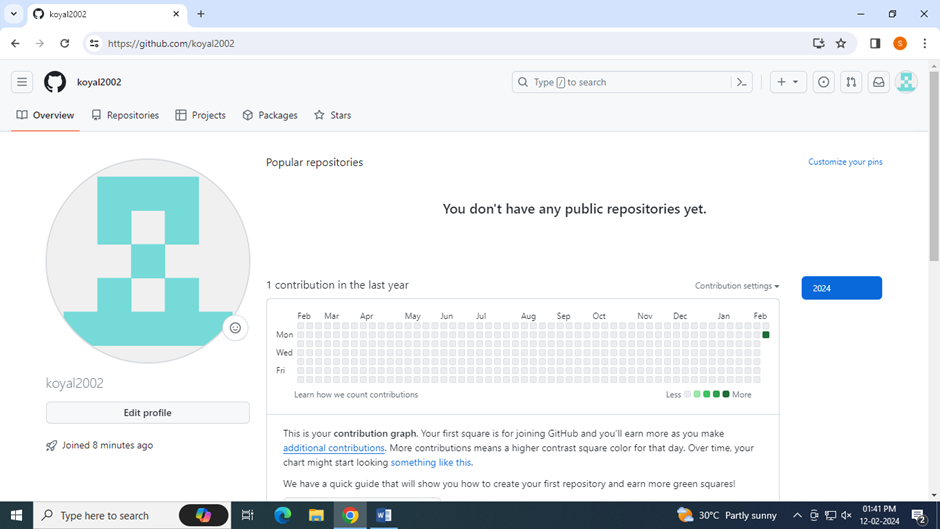 koyal2002
https://github.com/koyal2002
S
koyal2002
Type / to search
Overview Repositories Projects Packages Stars
Popular repositories
Customize your pins
You don't have any public repositories yet.
1 contribution in the last year
Contribution settings
2024
Feb Mar Apr May Jun Jul Aug Sep Oct Nov Dec Jan Feb
Mon
Wed
Fri
Learn how we count contributions
Less More
koyal2002
Edit profile
Joined 8 minutes ago
This is your contribution graph. Your first square is for joining GitHub and you'll earn more as you make
additional contributions. More contributions means a higher contrast square color for that day. Over time, your
chart might start looking something like this.
We have a quick guide that will show you how to create your first repository and earn more green squares!
Type here to search
30°C Partly sunny
01:41 PM
12-02-2024
2